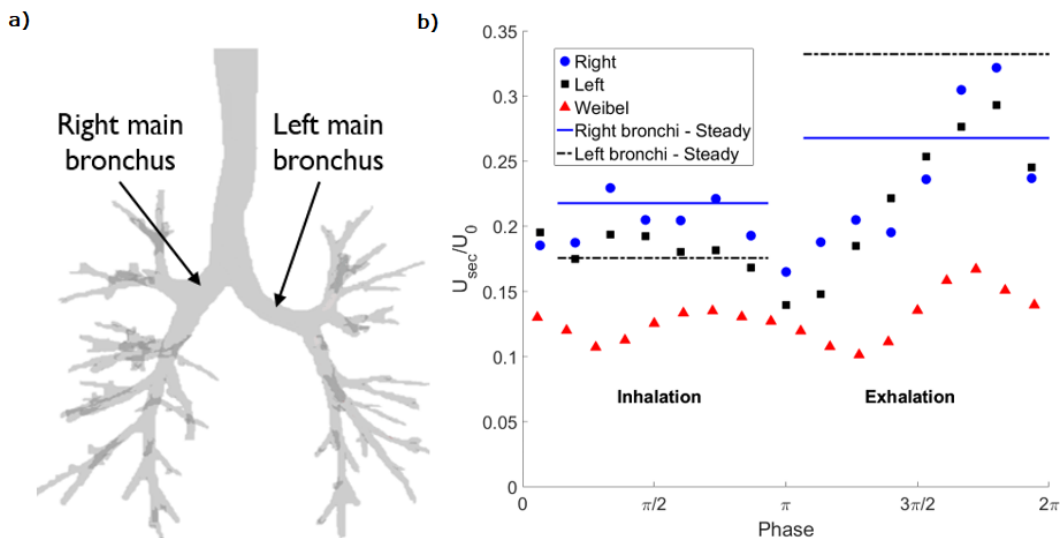 a)
Right main
bronchus
Left main
bronchus
b)
0.35
0.3
0.25
0.2
0.15
0.1
0.05
0
U_sec/U_0
Right
Left
Weibel
Right bronchi - Steady
Left bronchi - Steady
Inhalation
Exhalation
0
π/2
π
3π/2
2π
Phase